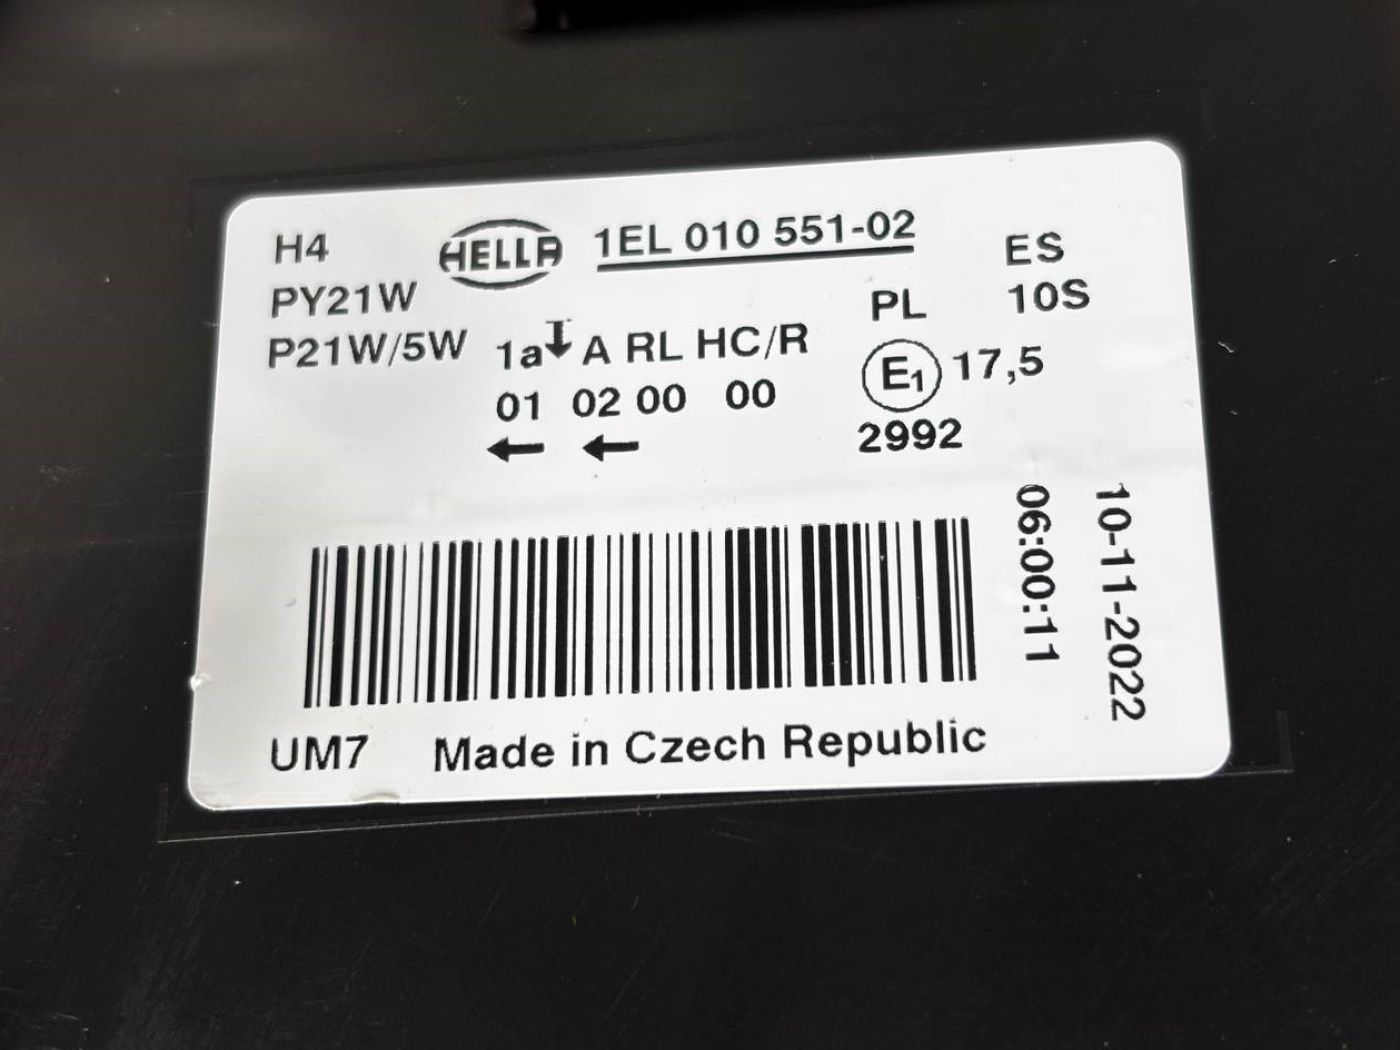 H4 HELLA 1EL 010 551-02 ES
PY21W PL 10S
P21W/5W 1a A RL HC/R E1 17,5
01 02 00 00
← ← 2992
06:00:11
10-11-2022
UM7 Made in Czech Republic